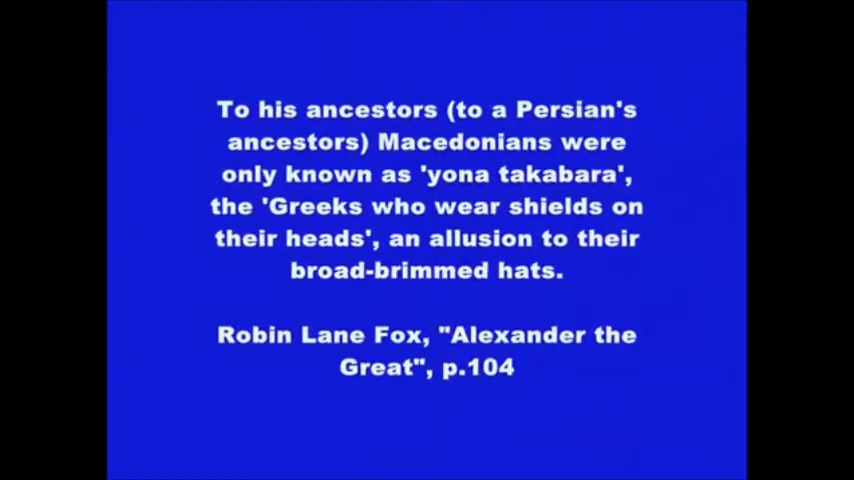 To his ancestors (to a Persian's
ancestors) Macedonians were
only known as 'yona takabara',
the 'Greeks who wear shields on
their heads', an allusion to their
broad-brimmed hats.
Robin Lane Fox, "Alexander the
Great", p.104